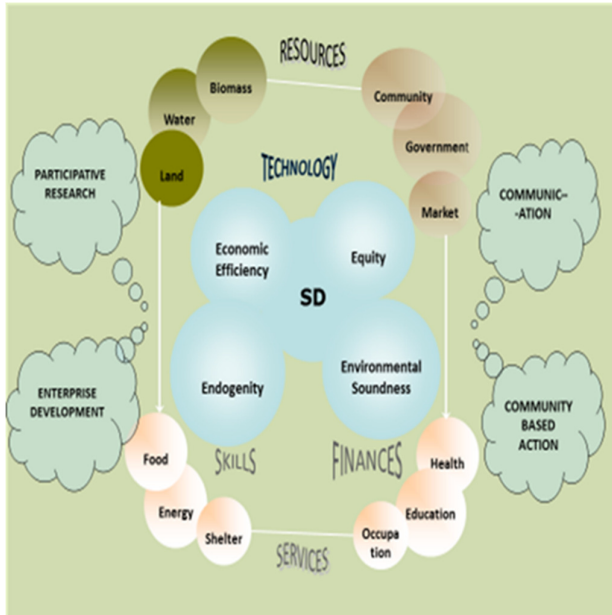 RESOURCES
Biomass
Community
Water
Government
TECHNOLOGY
PARTICIPATIVE
RESEARCH
Land
COMMUNIC--
-ATION
Market
Economic
Efficiency
Equity
SD
Endogenity
Environmental
Soundness
ENTERPRISE
DEVELOPMENT
COMMUNITY
BASED
ACTION
SKILLS
FINANCES
Food
Health
Energy
Education
Shelter
Occupa
tion
SERVICES